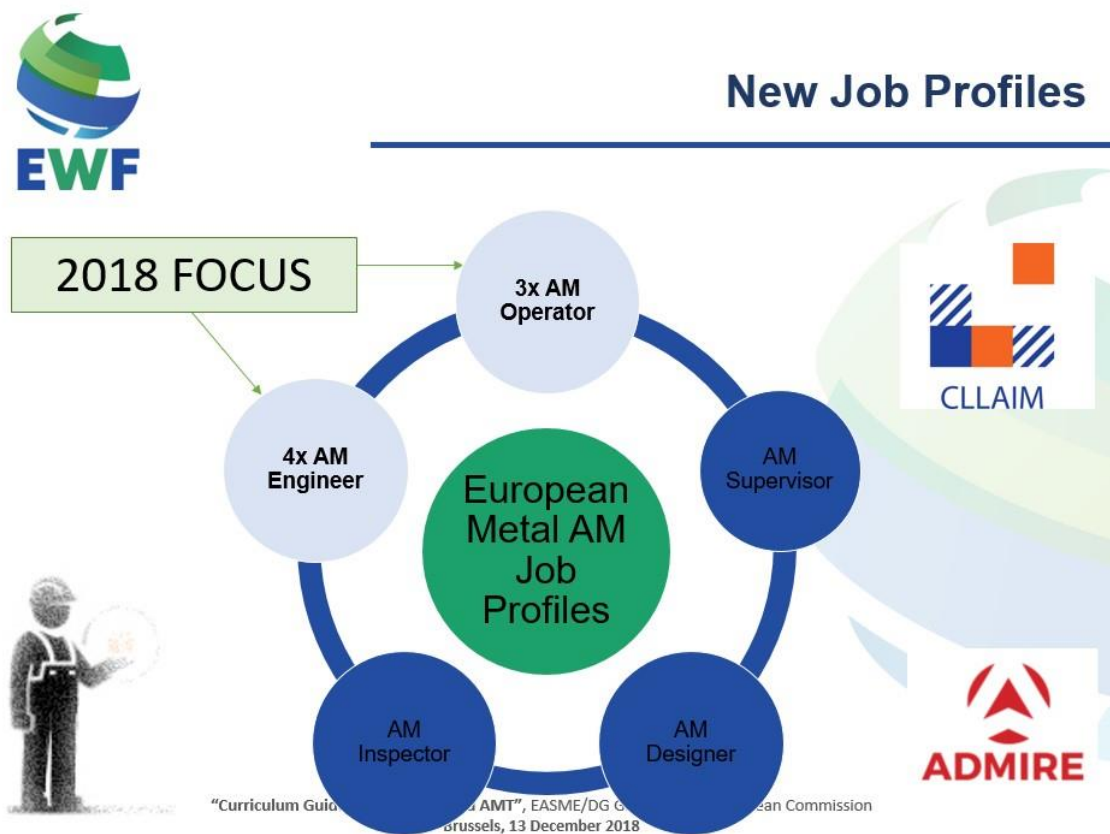 EWF
New Job Profiles
2018 FOCUS
3x AM
Operator
4x AM
Engineer
AM
Supervisor
European
Metal AM
Job
Profiles
AM
Inspector
AM
Designer
CLLAIM
ADMIRE
“Curriculum Guid AMT”, EASME/DG G ean Commission
Brussels, 13 December 2018